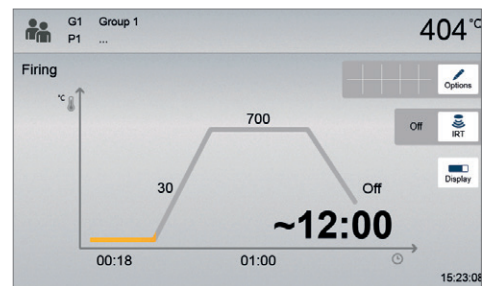 G1 Group 1
P1 ...
404 °C
Firing
Options
°C
700
Off IRT
30
Off
Display
~12:00
00:18 01:00
15:23:08